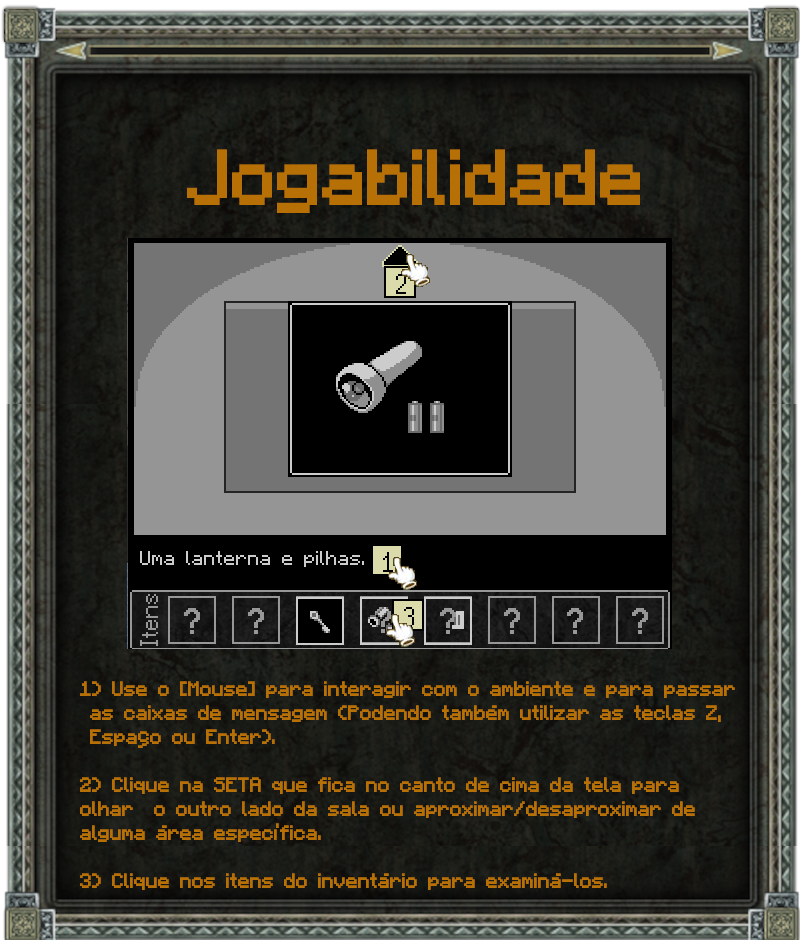 Jogabilidade
2
Uma lanterna e pilhas. 1
Itens ? ? ? 3 ? ? ? ?
1) Use o [Mouse] para interagir com o ambiente e para passar
as caixas de mensagem (Podendo também utilizar as teclas Z,
Espaço ou Enter).
2) Clique na SETA que fica no canto de cima da tela para
olhar o outro lado da sala ou aproximar/desaproximar de
alguma área específica.
3) Clique nos itens do inventário para examiná-los.